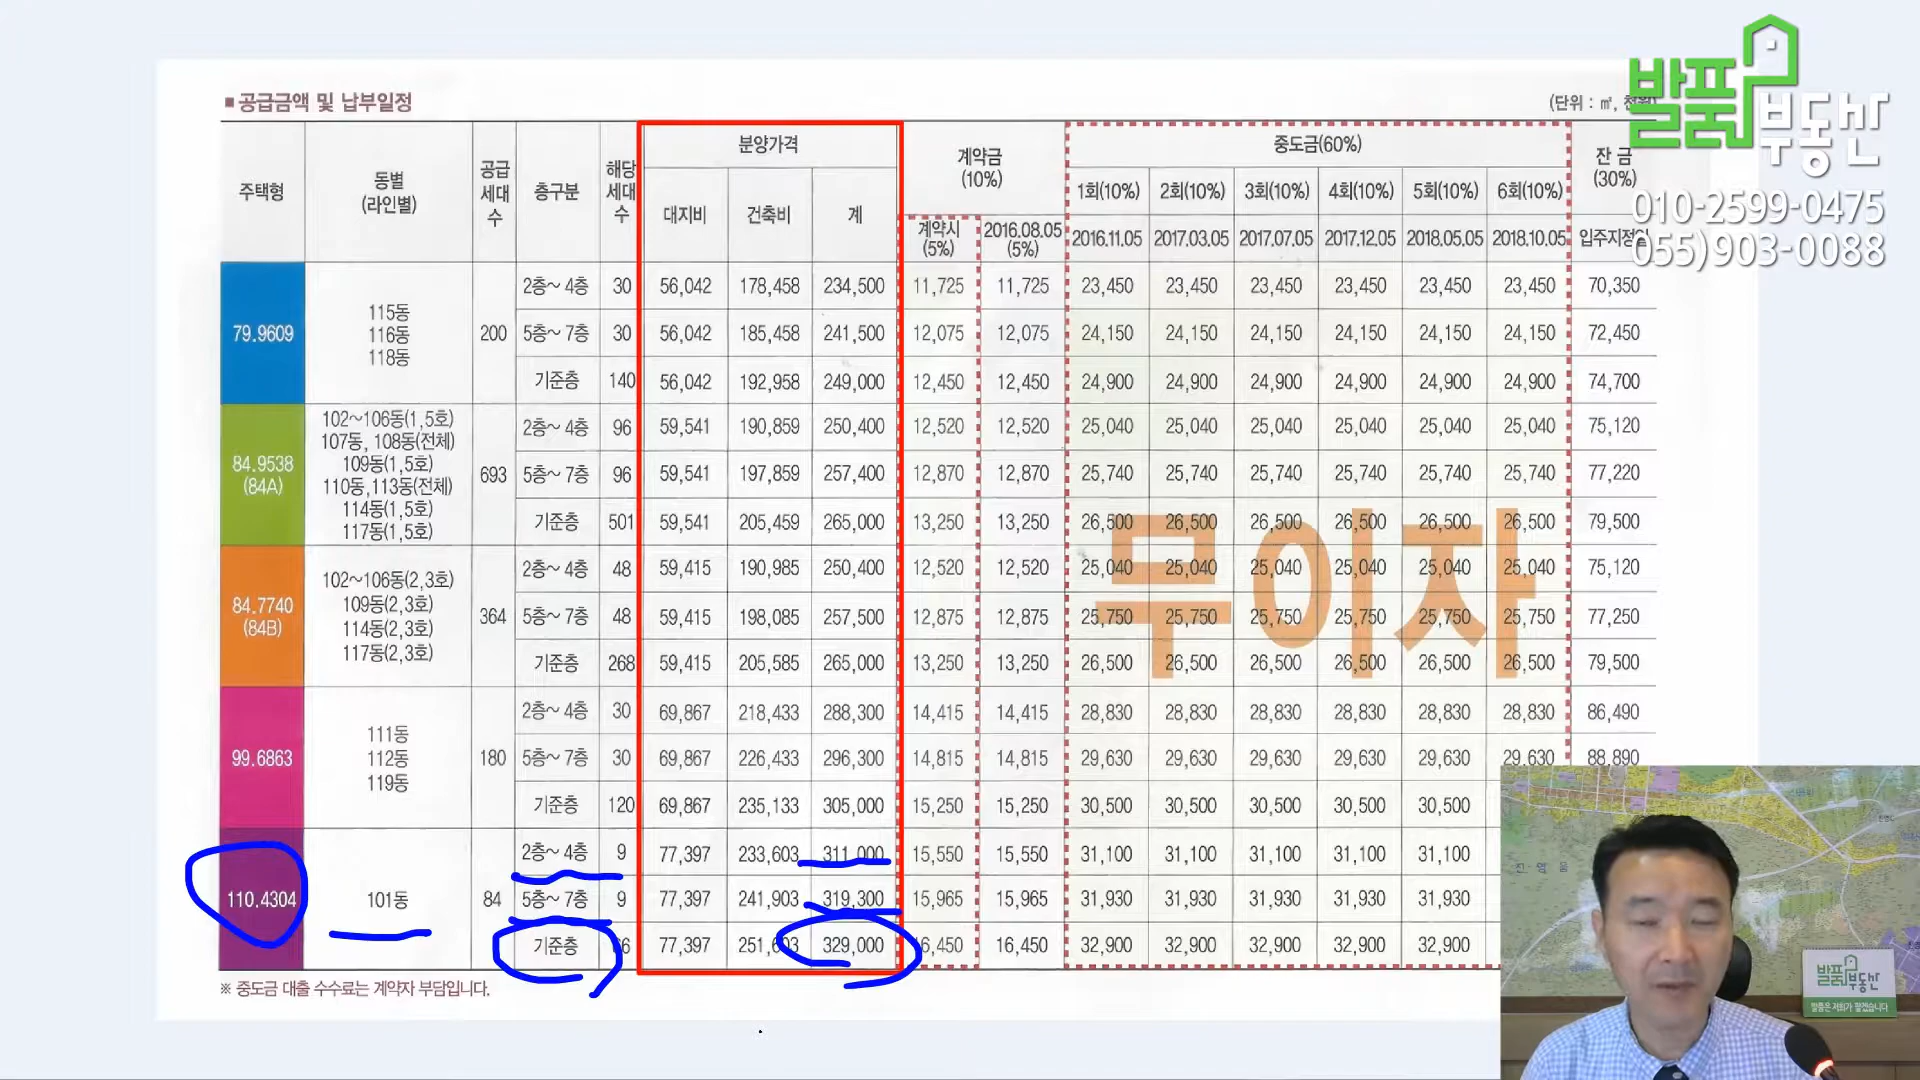 ■공급금액 및 납부일정
(단위 : ㎡, 천원)
발품부동산
010-2599-0475
055)903-0088
주택형 동별 (라인별) 공급 세대 수 층구분 해당 세대 수 분양가격 계약금 (10%) 중도금(60%) 잔 금 (30%)
대지비 건축비 계 1회(10%) 2회(10%) 3회(10%) 4회(10%) 5회(10%) 6회(10%)
계약시 (5%) 2016.08.05 (5%) 2016.11.05 2017.03.05 2017.07.05 2017.12.05 2018.05.05 2018.10.05 입주지정일
79.9609
115동
116동
118동
200
2층~4층 30 56,042 178,458 234,500 11,725 11,725 23,450 23,450 23,450 23,450 23,450 23,450 70,350
5층~7층 30 56,042 185,458 241,500 12,075 12,075 24,150 24,150 24,150 24,150 24,150 24,150 72,450
기준층 140 56,042 192,958 249,000 12,450 12,450 24,900 24,900 24,900 24,900 24,900 24,900 74,700
84.9538
(84A)
102~106동(1,5호)
107동, 108동(전체)
109동(1,5호)
110동,113동(전체)
114동(1,5호)
117동(1,5호)
693
2층~4층 96 59,541 190,859 250,400 12,520 12,520 25,040 25,040 25,040 25,040 25,040 25,040 75,120
5층~7층 96 59,541 197,859 257,400 12,870 12,870 25,740 25,740 25,740 25,740 25,740 25,740 77,220
기준층 501 59,541 205,459 265,000 13,250 13,250 26,500 26,500 26,500 26,500 26,500 26,500 79,500
무이자
84.7740
(84B)
102~106동(2,3호)
109동(2,3호)
114동(2,3호)
117동(2,3호)
364
2층~4층 48 59,415 190,985 250,400 12,520 12,520 25,040 25,040 25,040 25,040 25,040 25,040 75,120
5층~7층 48 59,415 198,085 257,500 12,875 12,875 25,750 25,750 25,750 25,750 25,750 25,750 77,250
기준층 268 59,415 205,585 265,000 13,250 13,250 26,500 26,500 26,500 26,500 26,500 26,500 79,500
99.6863
111동
112동
119동
180
2층~4층 30 69,867 218,433 288,300 14,415 14,415 28,830 28,830 28,830 28,830 28,830 28,830 86,490
5층~7층 30 69,867 226,433 296,300 14,815 14,815 29,630 29,630 29,630 29,630 29,630 29,630 88,890
기준층 120 69,867 235,133 305,000 15,250 15,250 30,500 30,500 30,500 30,500 30,500
110.4304
101동
84
2층~4층 9 77,397 233,603 311,000 15,550 15,550 31,100 31,100 31,100 31,100 31,100
5층~7층 9 77,397 241,903 319,300 15,965 15,965 31,930 31,930 31,930 31,930 31,930
기준층 66 77,397 251,603 329,000 16,450 16,450 32,900 32,900 32,900 32,900 32,900
※ 중도금 대출 수수료는 계약자 부담입니다.
진영읍
발품부동산
발품은 저희가 팔겠습니다